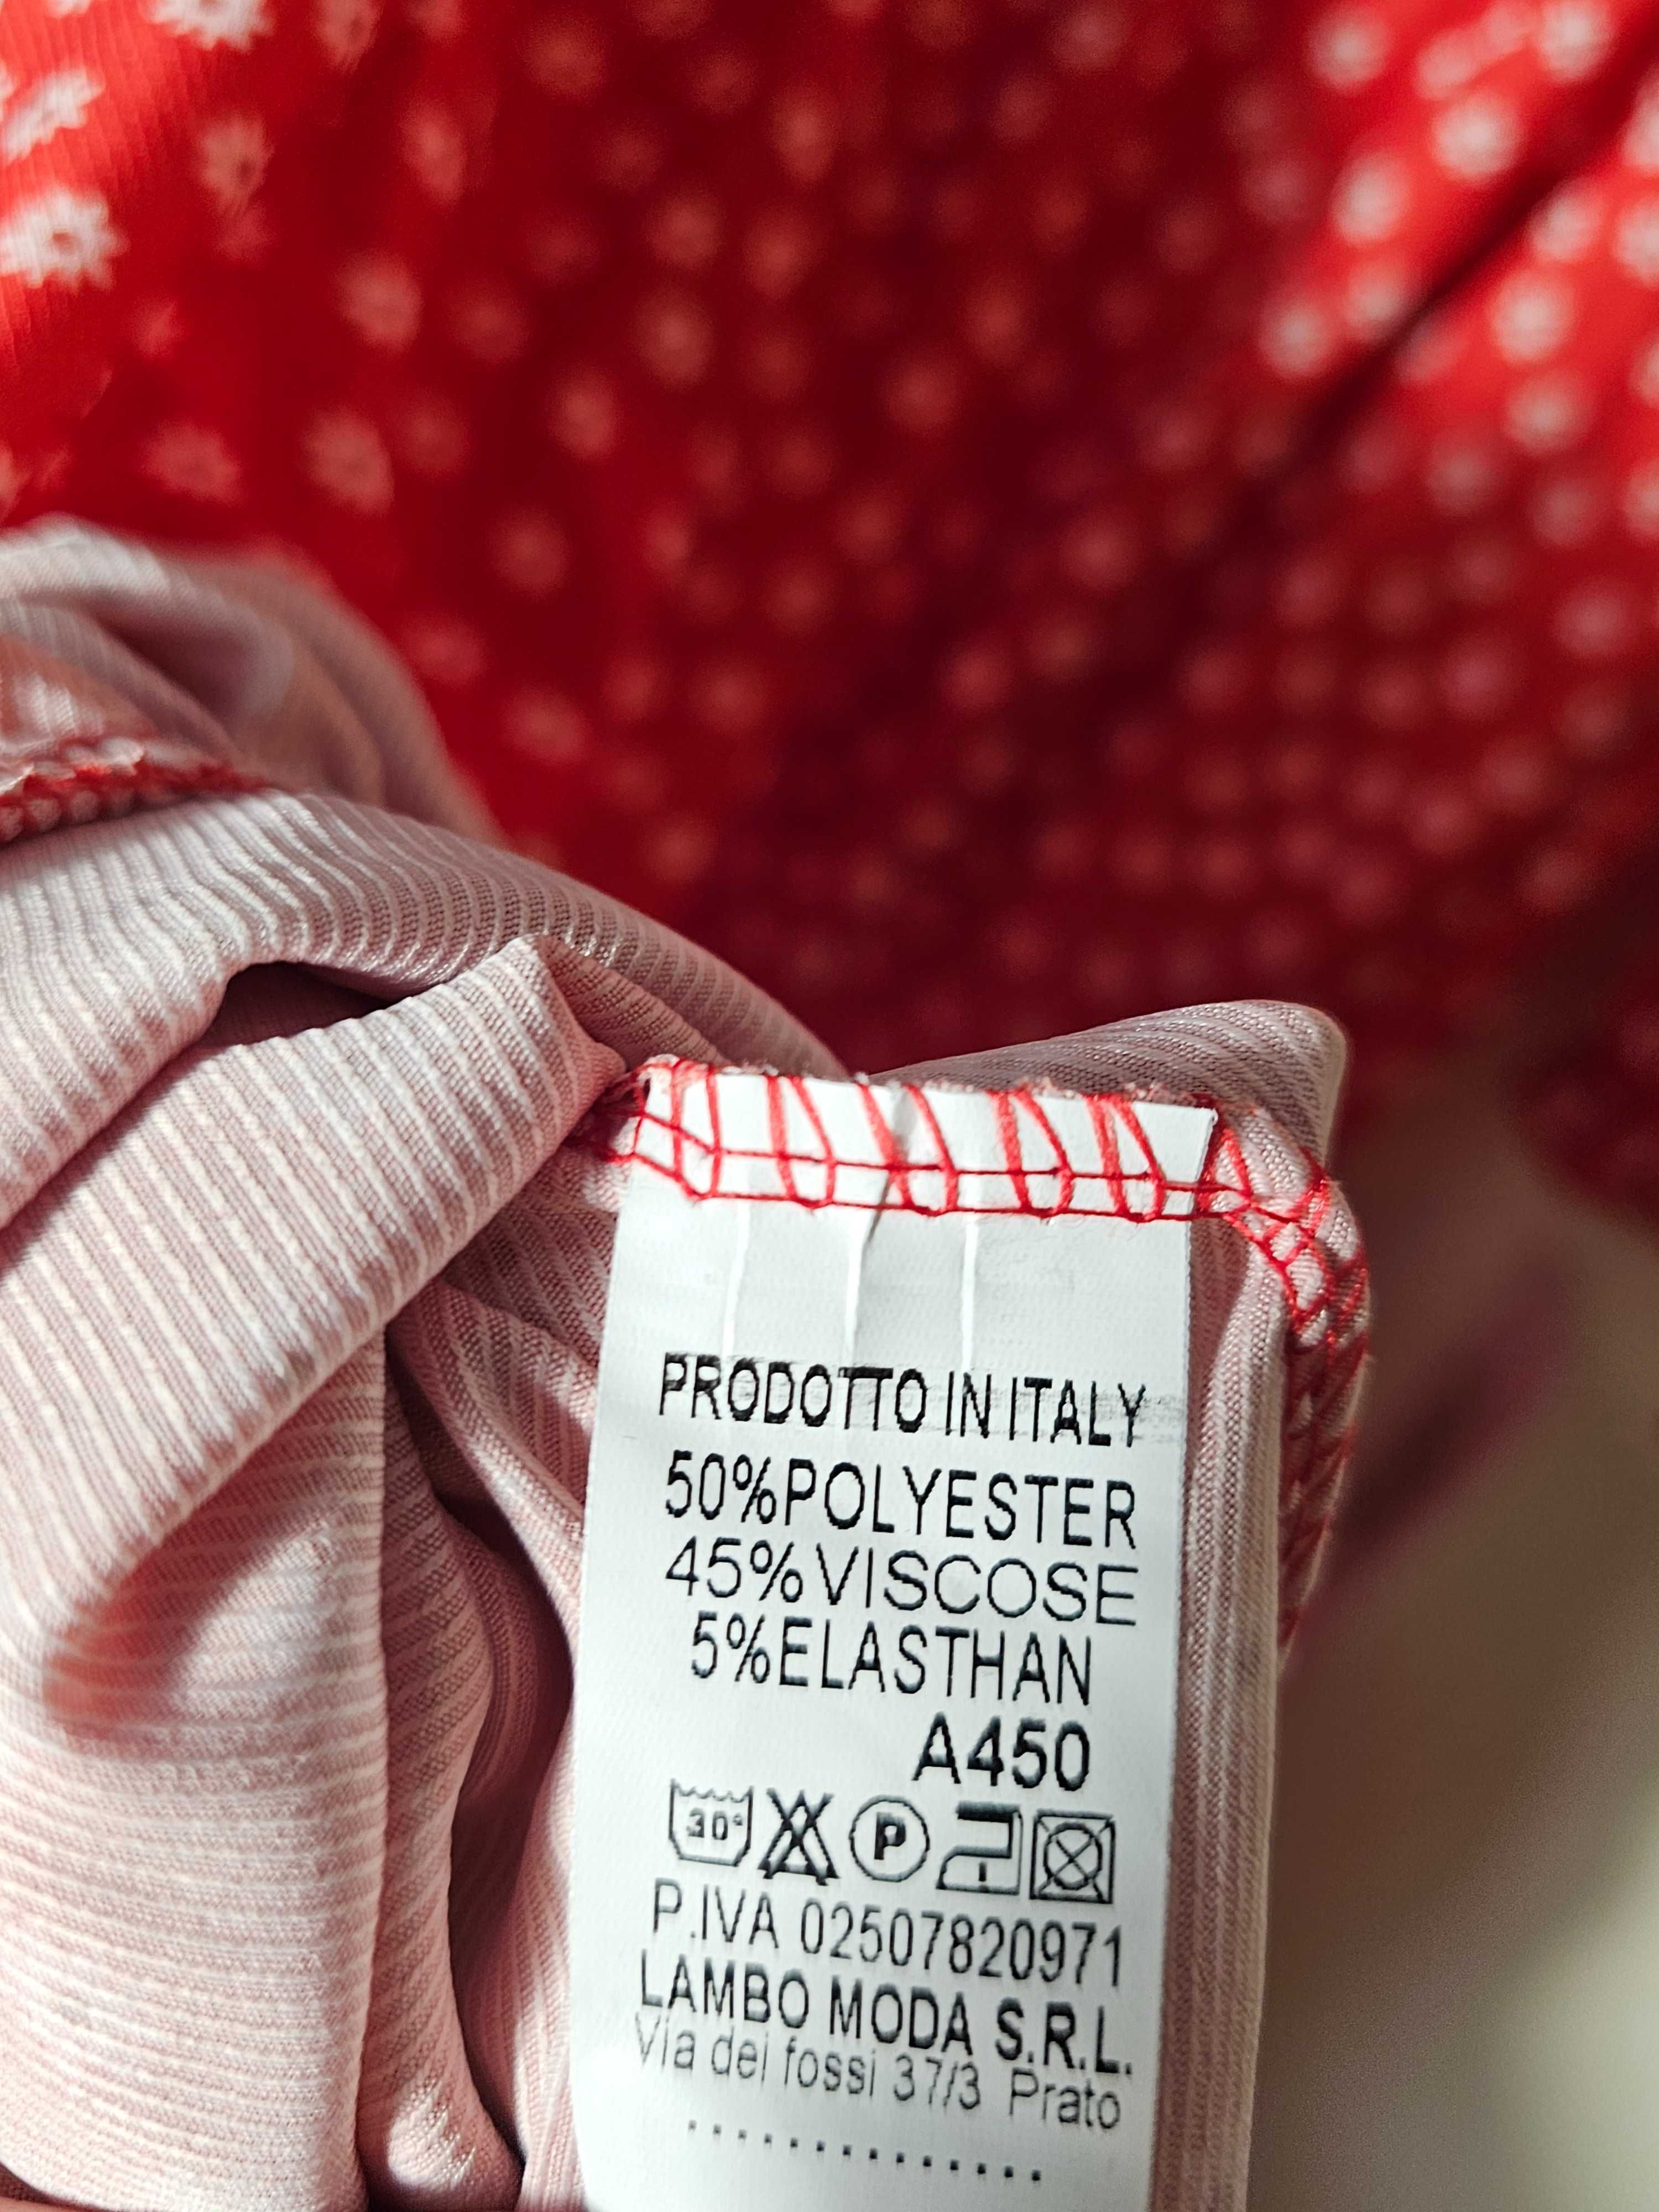 PRODOTTO IN ITALY
50%POLYESTER
45%VISCOSE
5%ELASTHAN
A450
30° P
P.IVA 02507820971
LAMBO MODA S.R.L.
Via dei fossi 37/3 Prato